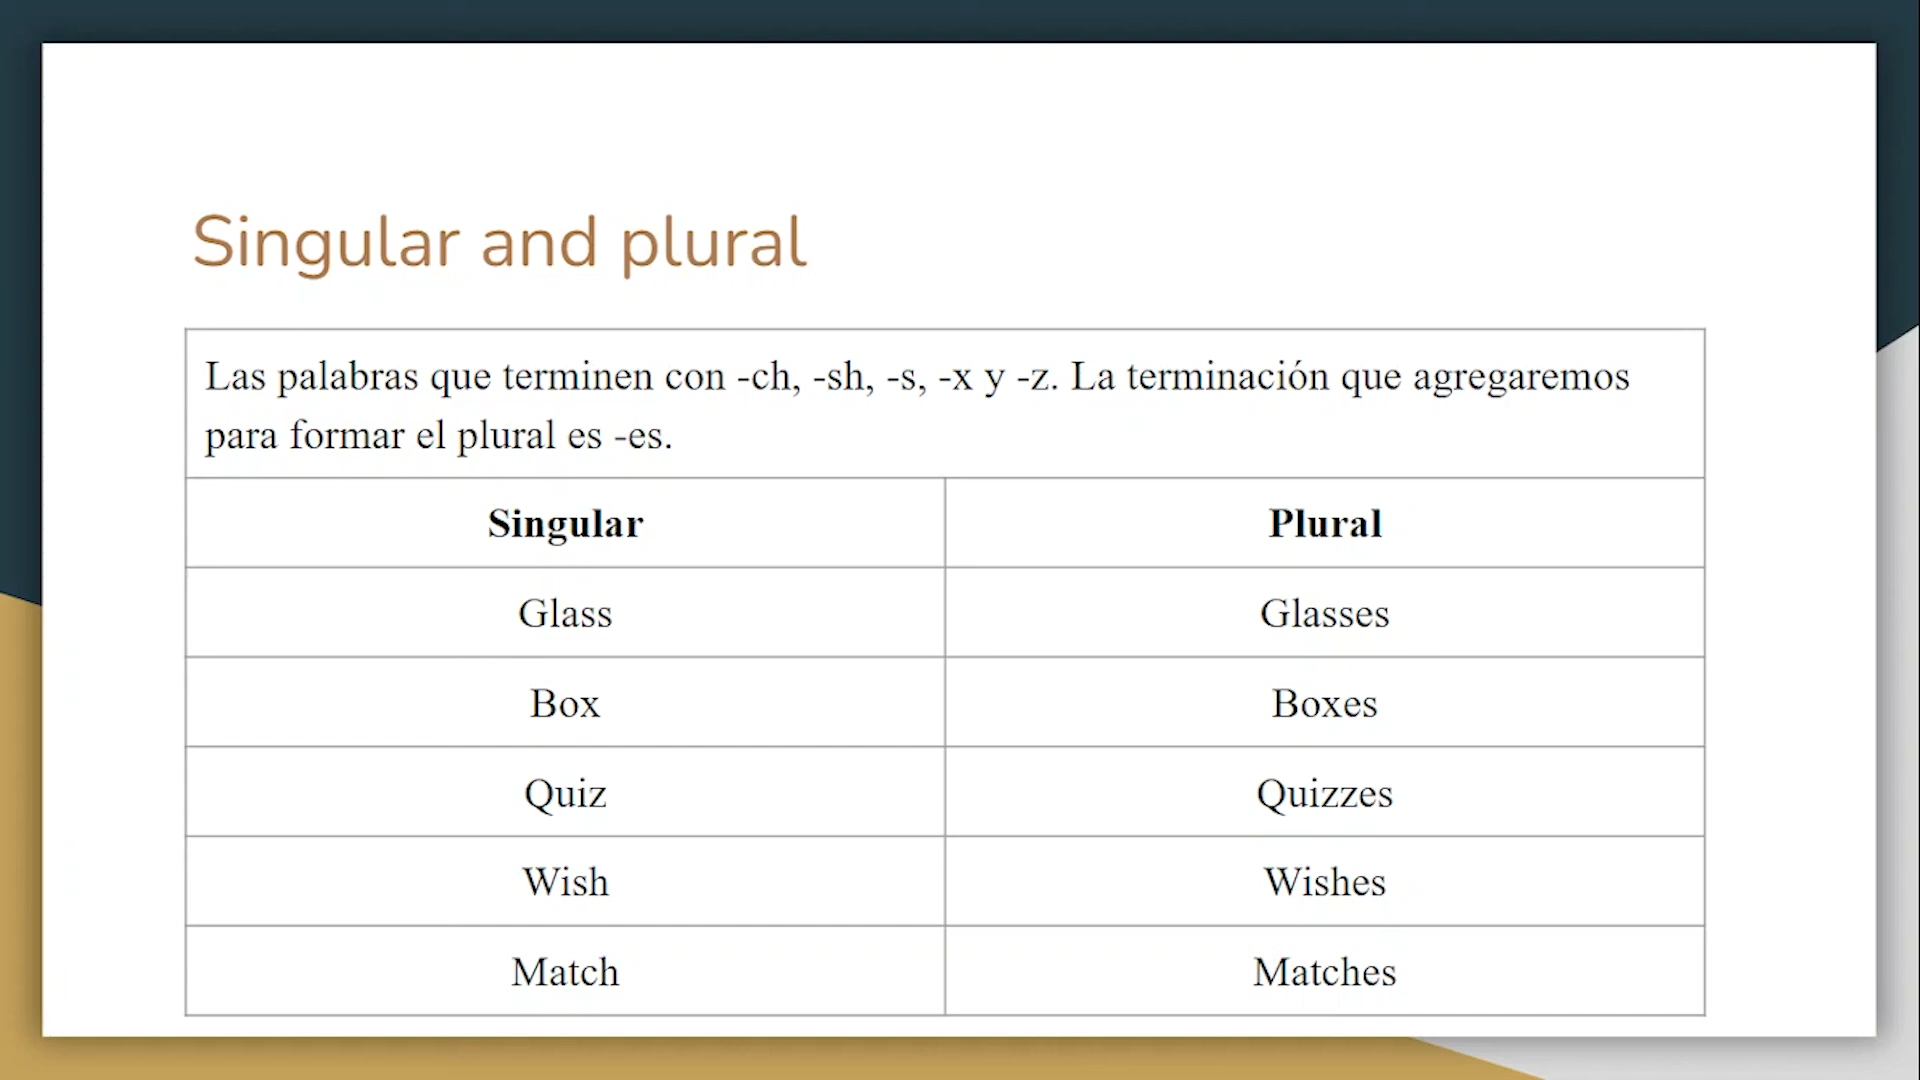 Singular and plural
Las palabras que terminen con -ch, -sh, -s, -x y -z. La terminación que agregaremos
para formar el plural es -es.
Singular Plural
Glass Glasses
Box Boxes
Quiz Quizzes
Wish Wishes
Match Matches